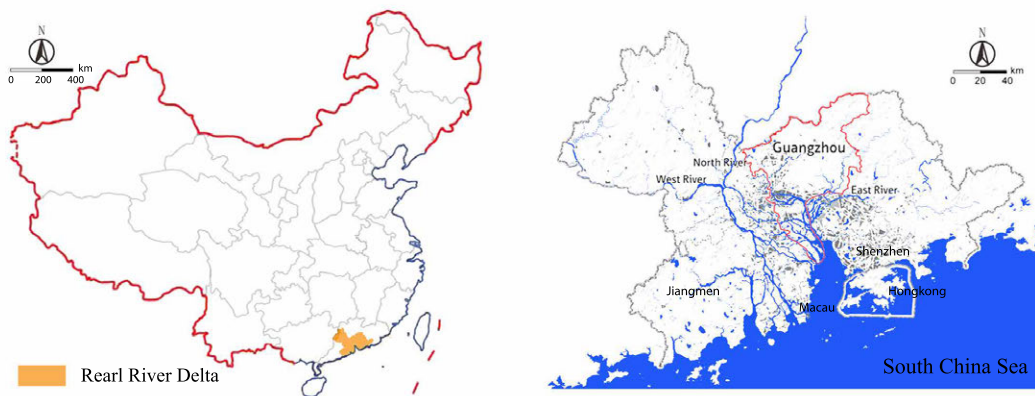 N
km
0 200 400
Rearl River Delta
N
km
0 20 40
Guangzhou
North River
West River
East River
Shenzhen
Jiangmen
Hongkong
Macau
South China Sea